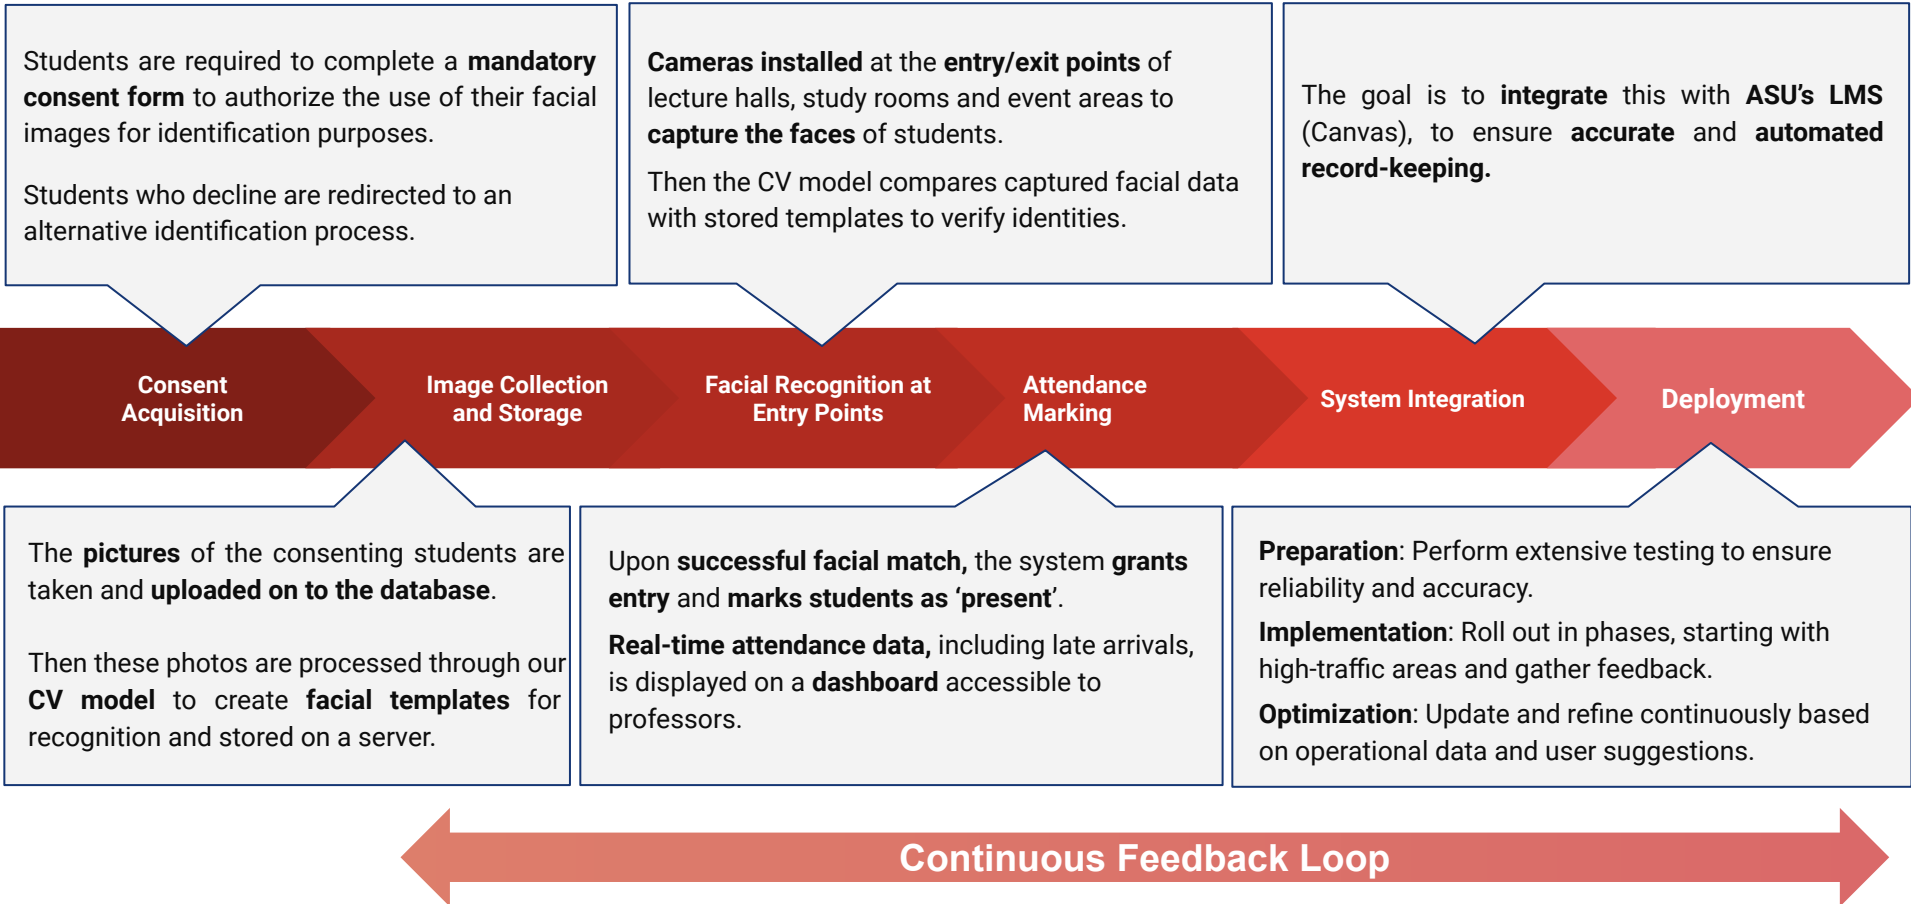 Students are required to complete a mandatory
consent form to authorize the use of their facial
images for identification purposes.
Students who decline are redirected to an
alternative identification process.
Cameras installed at the entry/exit points of
lecture halls, study rooms and event areas to
capture the faces of students.
Then the CV model compares captured facial data
with stored templates to verify identities.
The goal is to integrate this with ASU's LMS
(Canvas), to ensure accurate and automated
record-keeping.
Consent
Acquisition
Image Collection
and Storage
Facial Recognition at
Entry Points
Attendance
Marking
System Integration
Deployment
The pictures of the consenting students are
taken and uploaded on to the database.
Then these photos are processed through our
CV model to create facial templates for
recognition and stored on a server.
Upon successful facial match, the system grants
entry and marks students as ‘present’.
Real-time attendance data, including late arrivals,
is displayed on a dashboard accessible to
professors.
Preparation: Perform extensive testing to ensure
reliability and accuracy.
Implementation: Roll out in phases, starting with
high-traffic areas and gather feedback.
Optimization: Update and refine continuously based
on operational data and user suggestions.
Continuous Feedback Loop